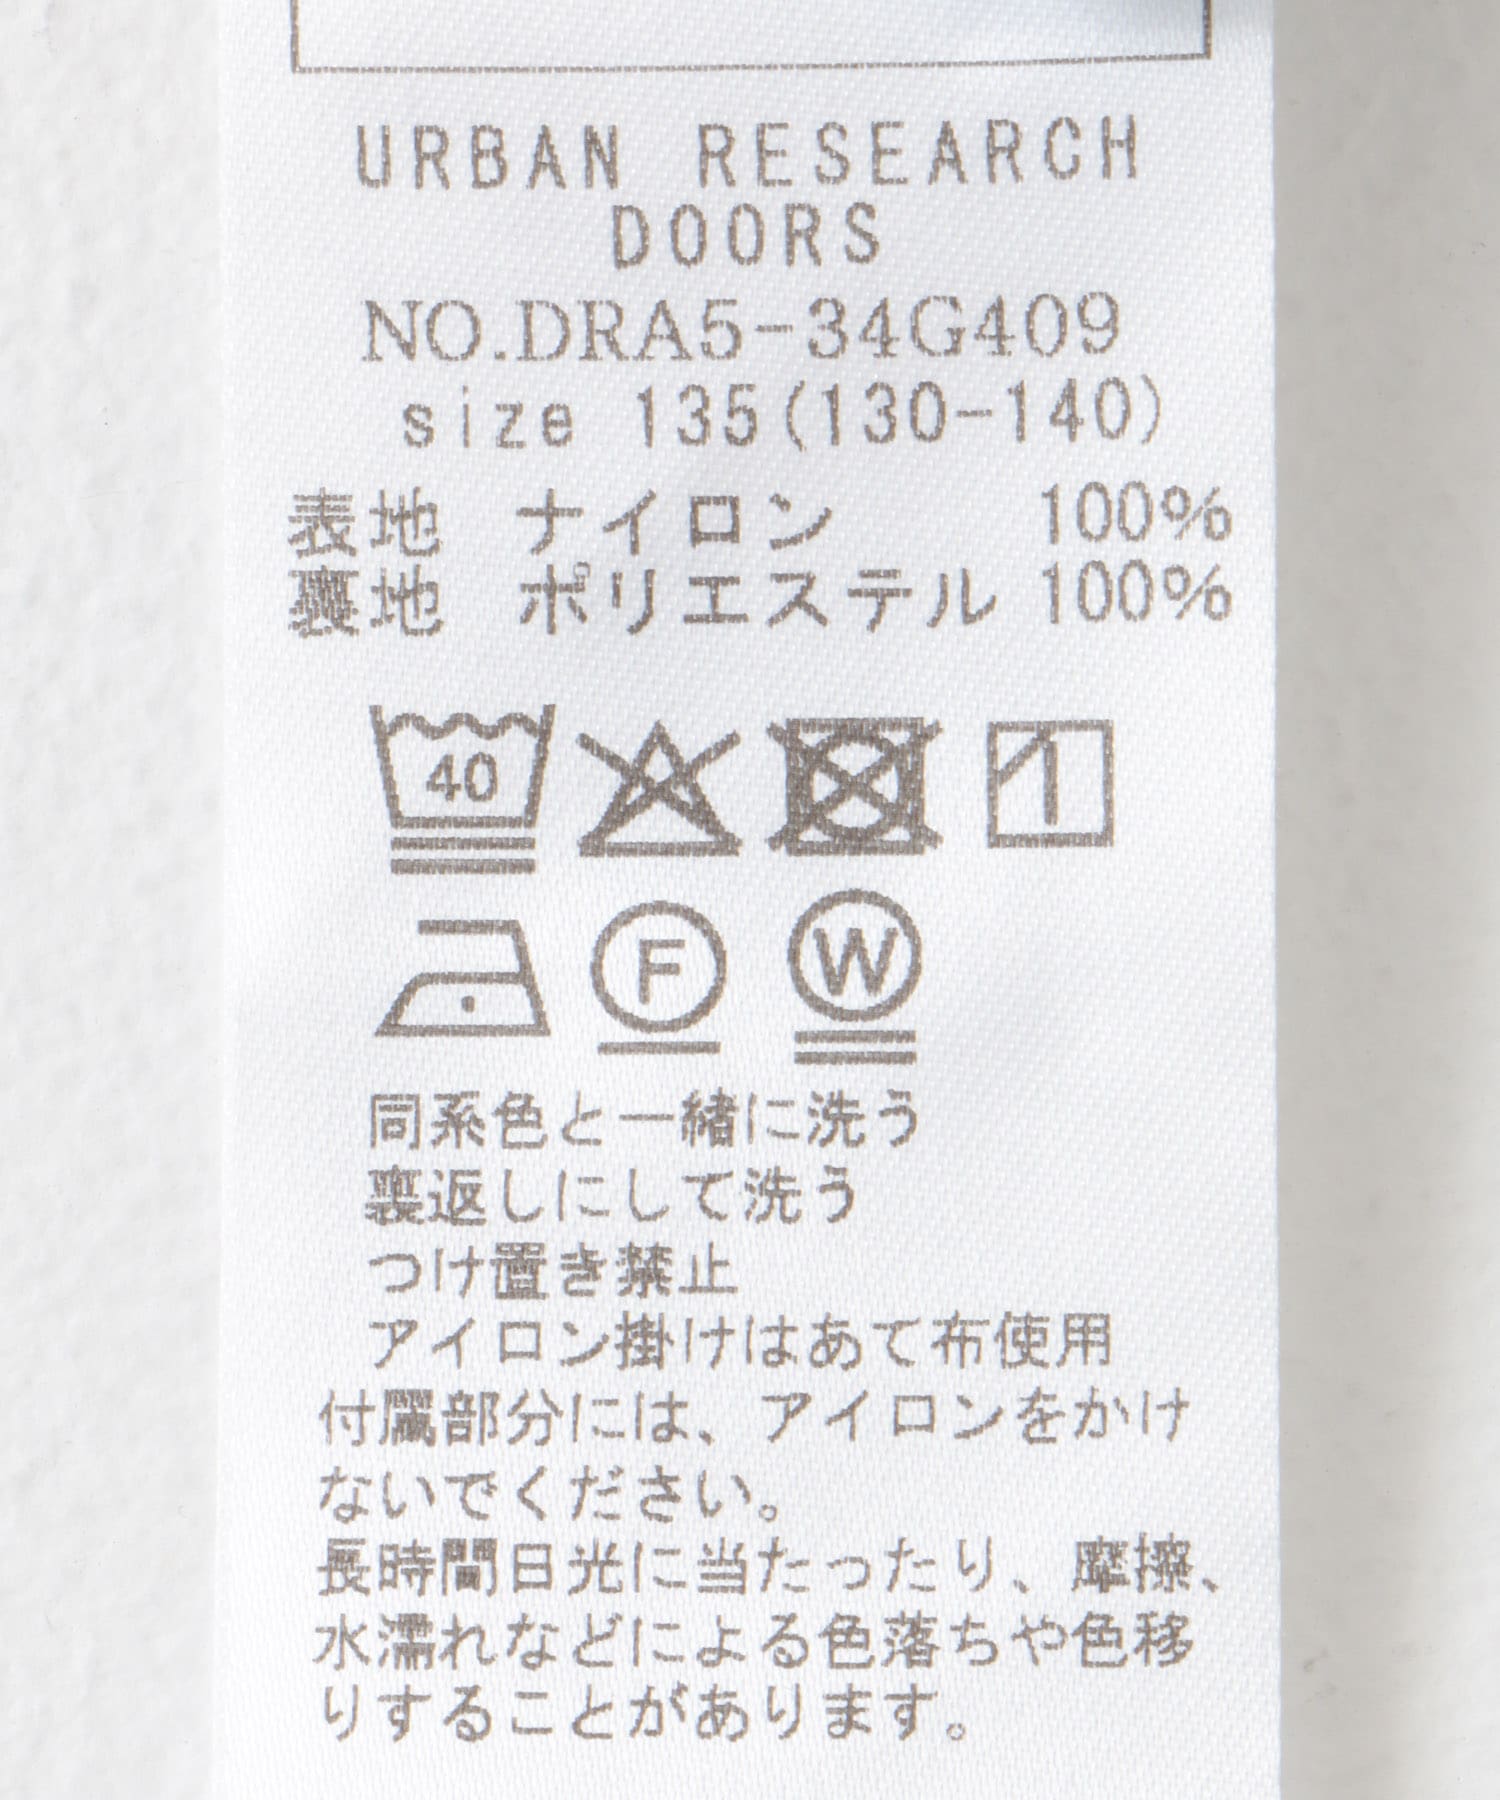 URBAN RESEARCH
DOORS
NO.DRA5-34G409
size 135(130-140)
表地 ナイロン 100%
裏地 ポリエステル 100%
40
F
W
同系色と一緒に洗う
裏返しにして洗う
つけ置き禁止
アイロン掛けはあて布使用
付属部分には、アイロンをかけ
ないでください。
長時間日光に当たったり、摩擦、
水濡れなどによる色落ちや色移
りすることがあります。